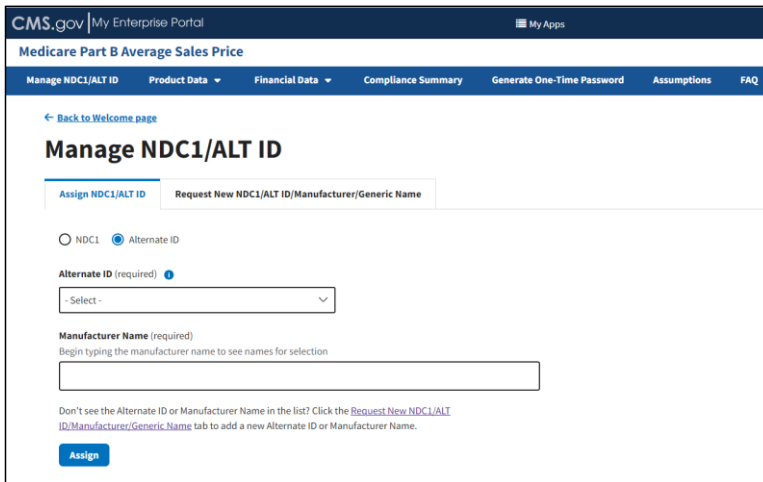 CMS.gov My Enterprise Portal
My Apps
Medicare Part B Average Sales Price
Manage NDC1/ALT ID Product Data Financial Data Compliance Summary Generate One-Time Password Assumptions FAQ
← Back to Welcome page
Manage NDC1/ALT ID
Assign NDC1/ALT ID Request New NDC1/ALT ID/Manufacturer/Generic Name
NDC1 Alternate ID
Alternate ID (required) i
- Select -
Manufacturer Name (required)
Begin typing the manufacturer name to see names for selection
Don't see the Alternate ID or Manufacturer Name in the list? Click the Request New NDC1/ALT
ID/Manufacturer/Generic Name tab to add a new Alternate ID or Manufacturer Name.
Assign